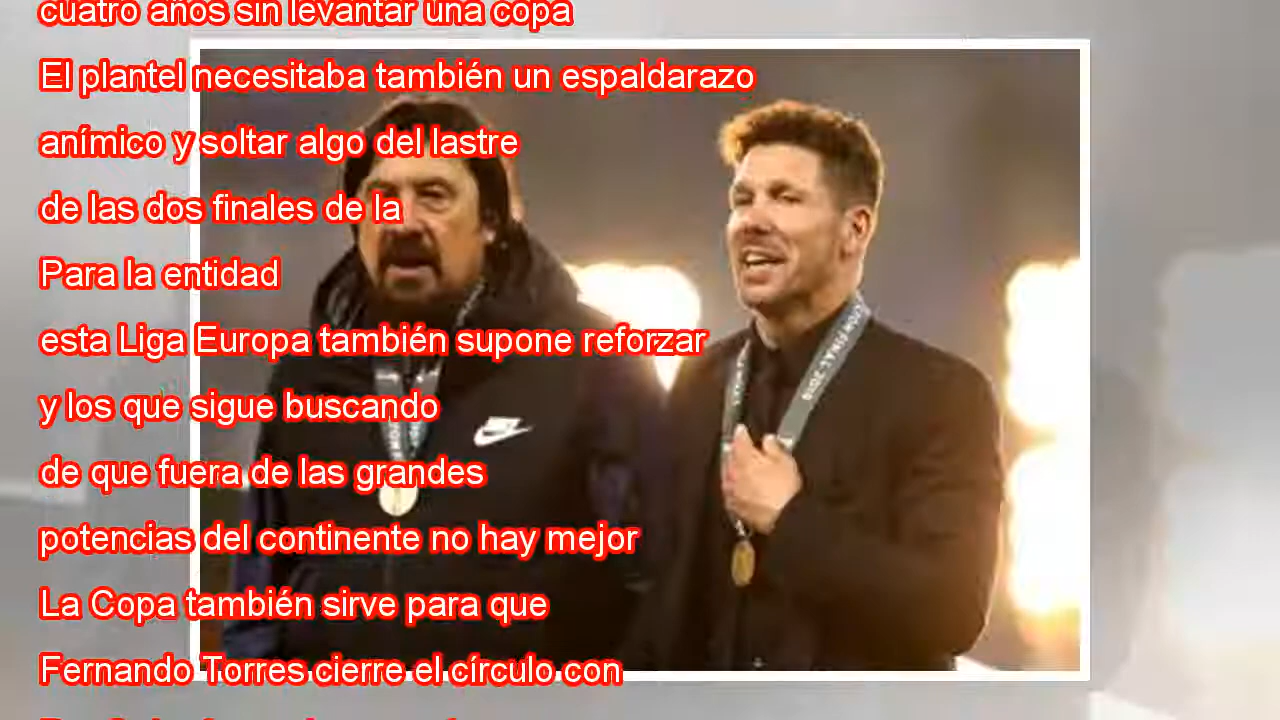 cuatro años sin levantar una copa
El plantel necesitaba también un espaldarazo
anímico y soltar algo del lastre
de las dos finales de la
Para la entidad
esta Liga Europa también supone reforzar
y los que sigue buscando
de que fuera de las grandes
potencias del continente no hay mejor
La Copa también sirve para que
Fernando Torres cierre el círculo con
FINAL 2018